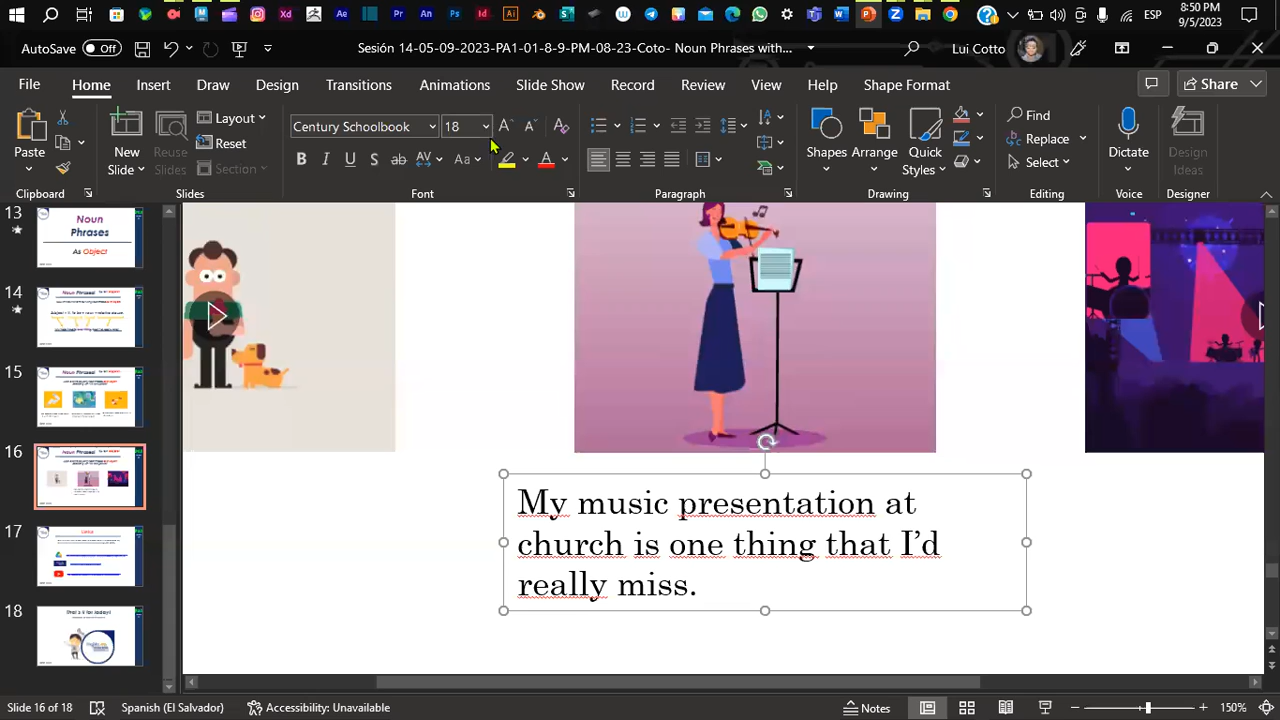 ESP
8:50 PM
9/5/2023
AutoSave Off
Sesión 14-05-09-2023-PA1-01-8-9-PM-08-23-Coto- Noun Phrases with...
Lui Cotto
File Home Insert Draw Design Transitions Animations Slide Show Record Review View Help Shape Format Share
Paste
New Slide
Reuse Slides
Layout
Reset
Section
Century Schoolbook 18
Shapes Arrange Quick Styles
Find
Replace
Select
Dictate
Design Ideas
Clipboard Slides Font Paragraph Drawing Editing Voice Designer
13
Noun
Phrases
As Object
14
15
16
17
18
That's it for today!
My music presentation at
church is one thing that I’d
really miss.
Slide 16 of 18 Spanish (El Salvador) Accessibility: Unavailable Notes 150%